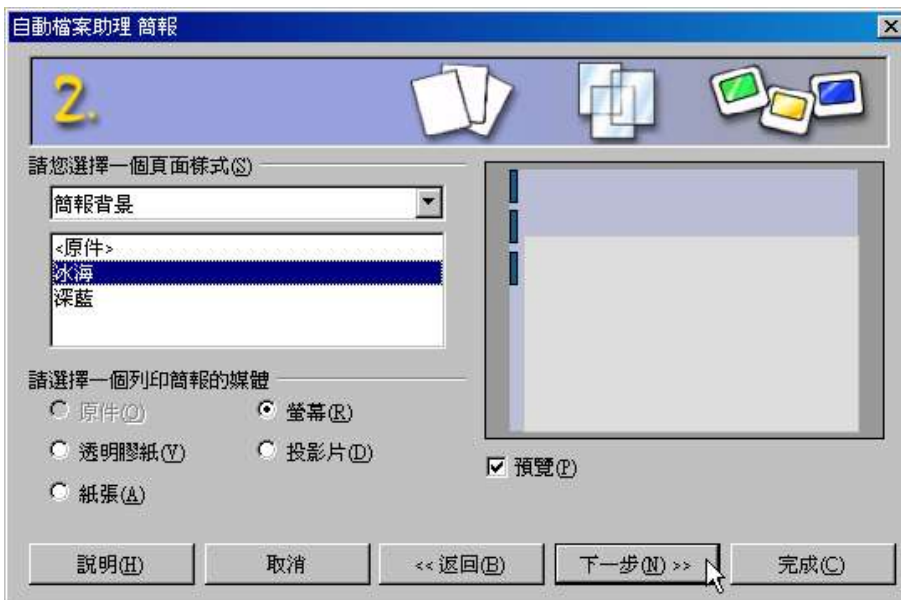 自動檔案助理 簡報
2.
請您選擇一個頁面樣式(S)
簡報背景
<原件>
冰海
深藍
請選擇一個列印簡報的媒體
原件(O) 螢幕(R)
透明膠紙(V) 投影片(D)
紙張(A)
預覽(P)
說明(H) 取消 << 返回(B) 下一步(N) >> 完成(C)